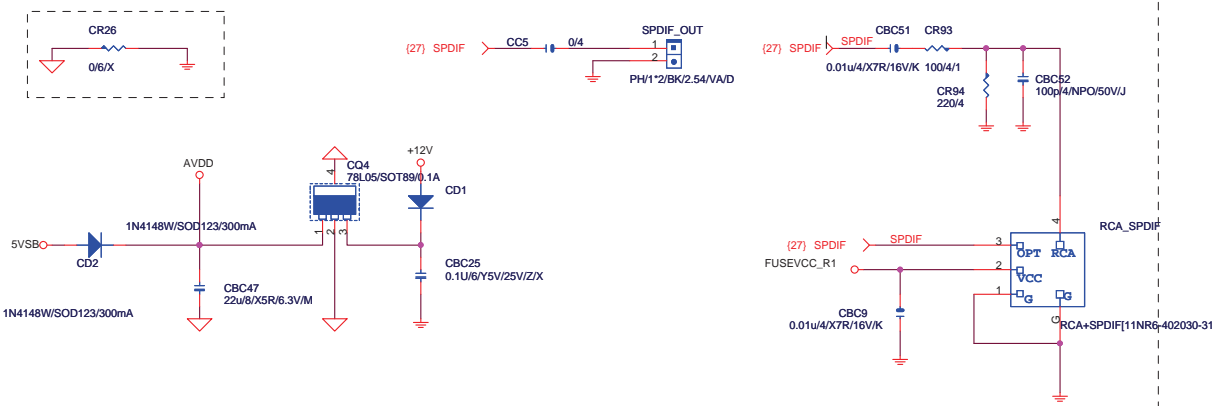 CR26
0/6/X
{27} SPDIF
CC5
0/4
SPDIF_OUT
1
2
PH/1*2/BK/2.54/VA/D
{27} SPDIF
SPDIF
CBC51
0.01u/4/X7R/16V/K
CR93
100/4/1
CR94
220/4
CBC52
100p/4/NPO/50V/J
AVDD
5VSB
CD2
1N4148W/SOD123/300mA
1N4148W/SOD123/300mA
CBC47
22u/8/X5R/6.3V/M
4
CQ4
78L05/SOT89/0.1A
1
2
3
+12V
CD1
CBC25
0.1U/6/Y5V/25V/Z/X
{27} SPDIF
SPDIF
FUSEVCC_R1
CBC9
0.01u/4/X7R/16V/K
4
RCA_SPDIF
3
OPT
RCA
2
VCC
1
G
G
G
RCA+SPDIF[11NR6-402030-31